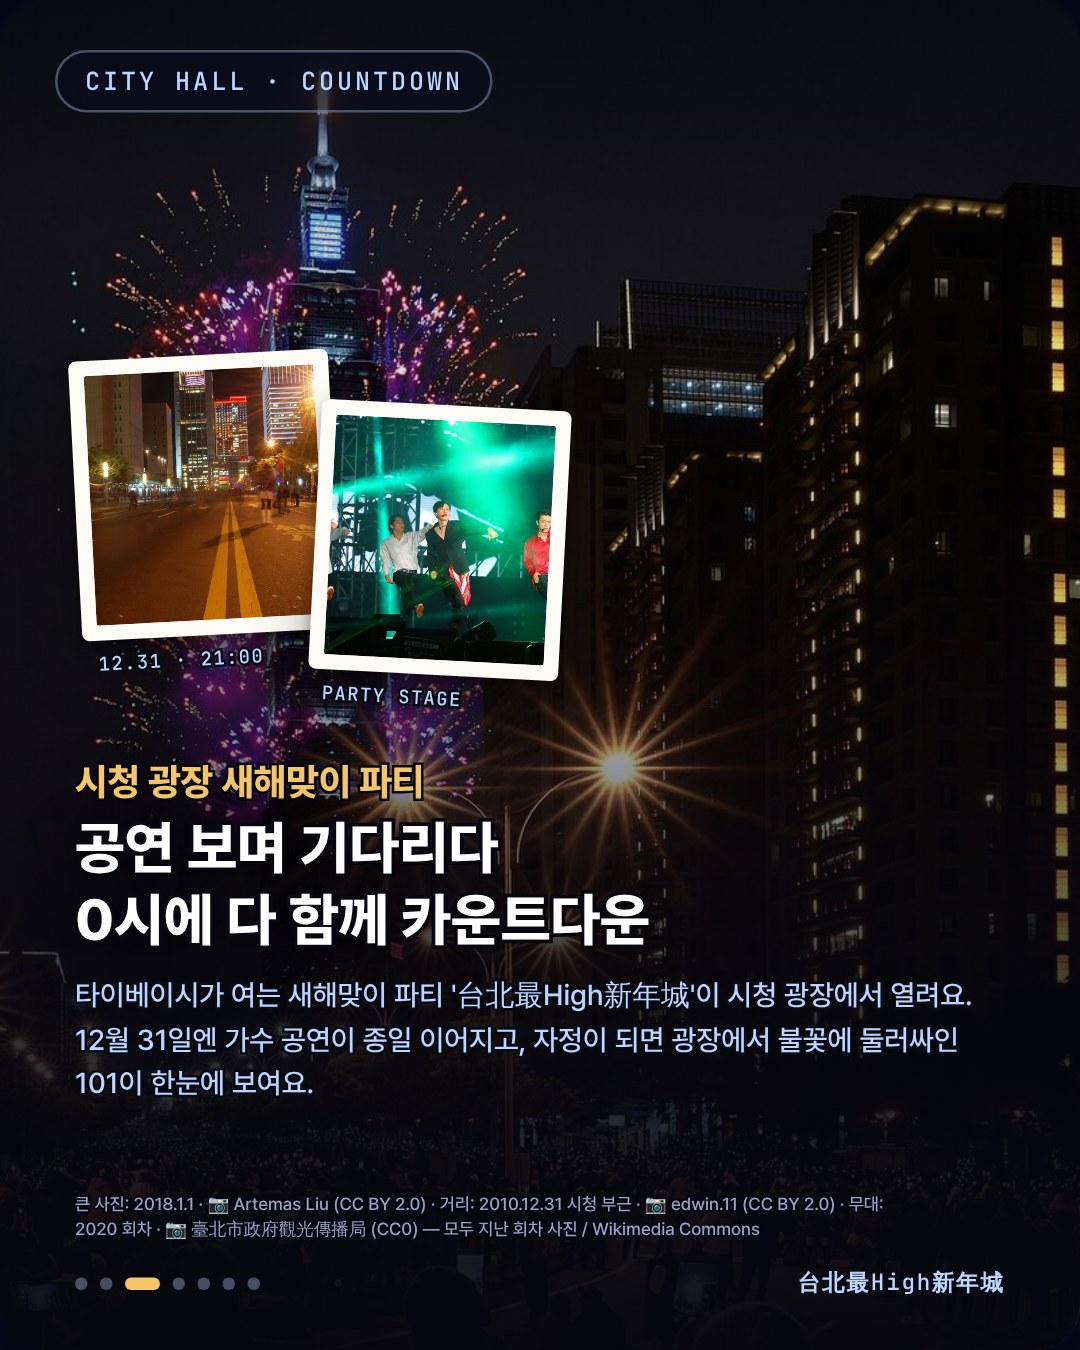 CITY HALL · COUNTDOWN
12.31 · 21:00
PARTY STAGE
시청 광장 새해맞이 파티
공연 보며 기다리다
0시에 다 함께 카운트다운
타이베이시가 여는 새해맞이 파티 '台北最High新年城'이 시청 광장에서 열려요.
12월 31일엔 가수 공연이 종일 이어지고, 자정이 되면 광장에서 불꽃에 둘러싸인
101이 한눈에 보여요.
큰 사진: 2018.1.1 · 📷 Artemas Liu (CC BY 2.0) · 거리: 2010.12.31 시청 부근 · 📷 edwin.11 (CC BY 2.0) · 무대:
2020 회차 · 📷 臺北市政府觀光傳播局 (CC0) — 모두 지난 회차 사진 / Wikimedia Commons
台北最High新年城